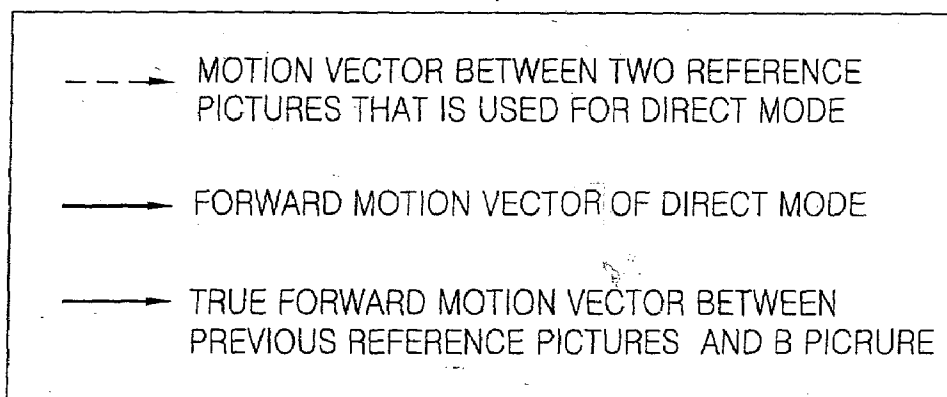 MOTION VECTOR BETWEEN TWO REFERENCE
PICTURES THAT IS USED FOR DIRECT MODE
FORWARD MOTION VECTOR OF DIRECT MODE
TRUE FORWARD MOTION VECTOR BETWEEN
PREVIOUS REFERENCE PICTURES AND B PICRURE